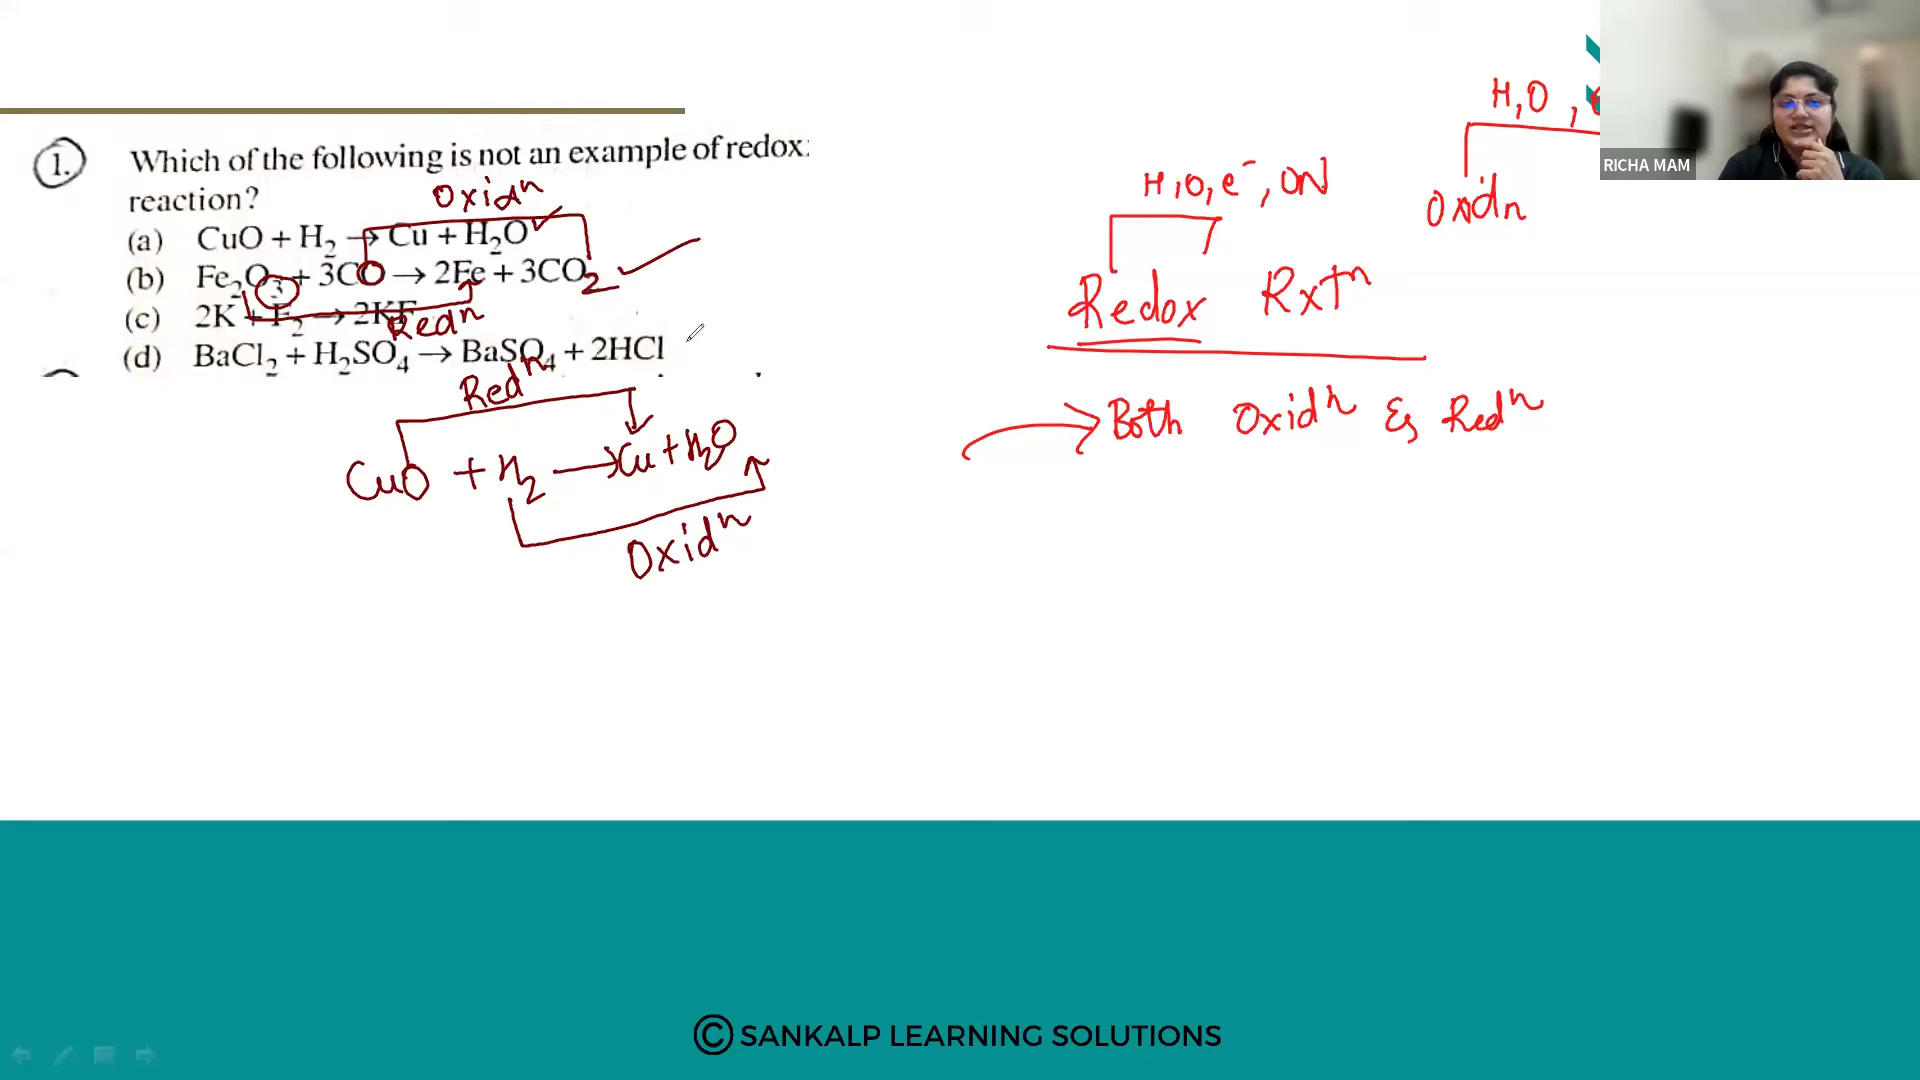 1. Which of the following is not an example of redox
reaction?
Oxidⁿ
(a) CuO + H₂ → Cu + H₂O
(b) Fe₂O₃ + 3CO → 2Fe + 3CO₂
(c) 2K + F₂ → 2KF
Redⁿ
(d) BaCl₂ + H₂SO₄ → BaSO₄ + 2HCl
Redⁿ
CuO + H₂ → Cu + H₂O
Oxidⁿ
H, O, e⁻, ON
Redox Rxtⁿ
Both Oxidⁿ & Redⁿ
H, O,
Oxidn
RICHA MAM
© SANKALP LEARNING SOLUTIONS